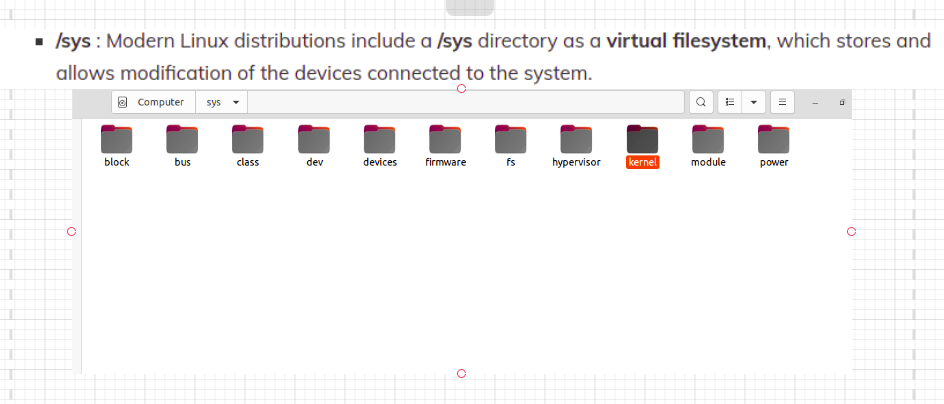 ▪ /sys : Modern Linux distributions include a /sys directory as a virtual filesystem, which stores and
allows modification of the devices connected to the system.
Computer sys
block bus class dev devices firmware fs hypervisor kernel module power